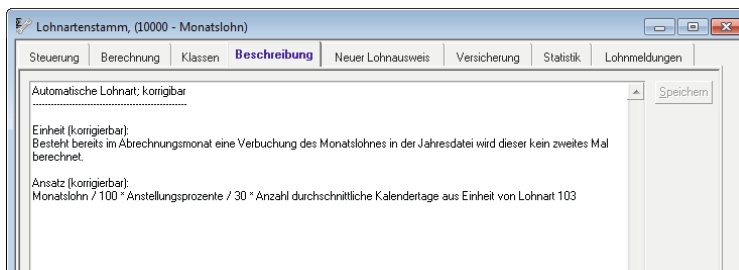 Lohnartenstamm, (10000 - Monatslohn)
Steuerung Berechnung Klassen Beschreibung Neuer Lohnausweis Versicherung Statistik Lohnmeldungen
Automatische Lohnart; korrigibar
Speichern
----------------------------------------------------
Einheit (korrigierbar):
Besteht bereits im Abrechnungsmonat eine Verbuchung des Monatslohnes in der Jahresdatei wird dieser kein zweites Mal
berechnet.
Ansatz (korrigierbar):
Monatslohn / 100 * Anstellungsprozente / 30 * Anzahl durchschnittliche Kalendertage aus Einheit von Lohnart 103